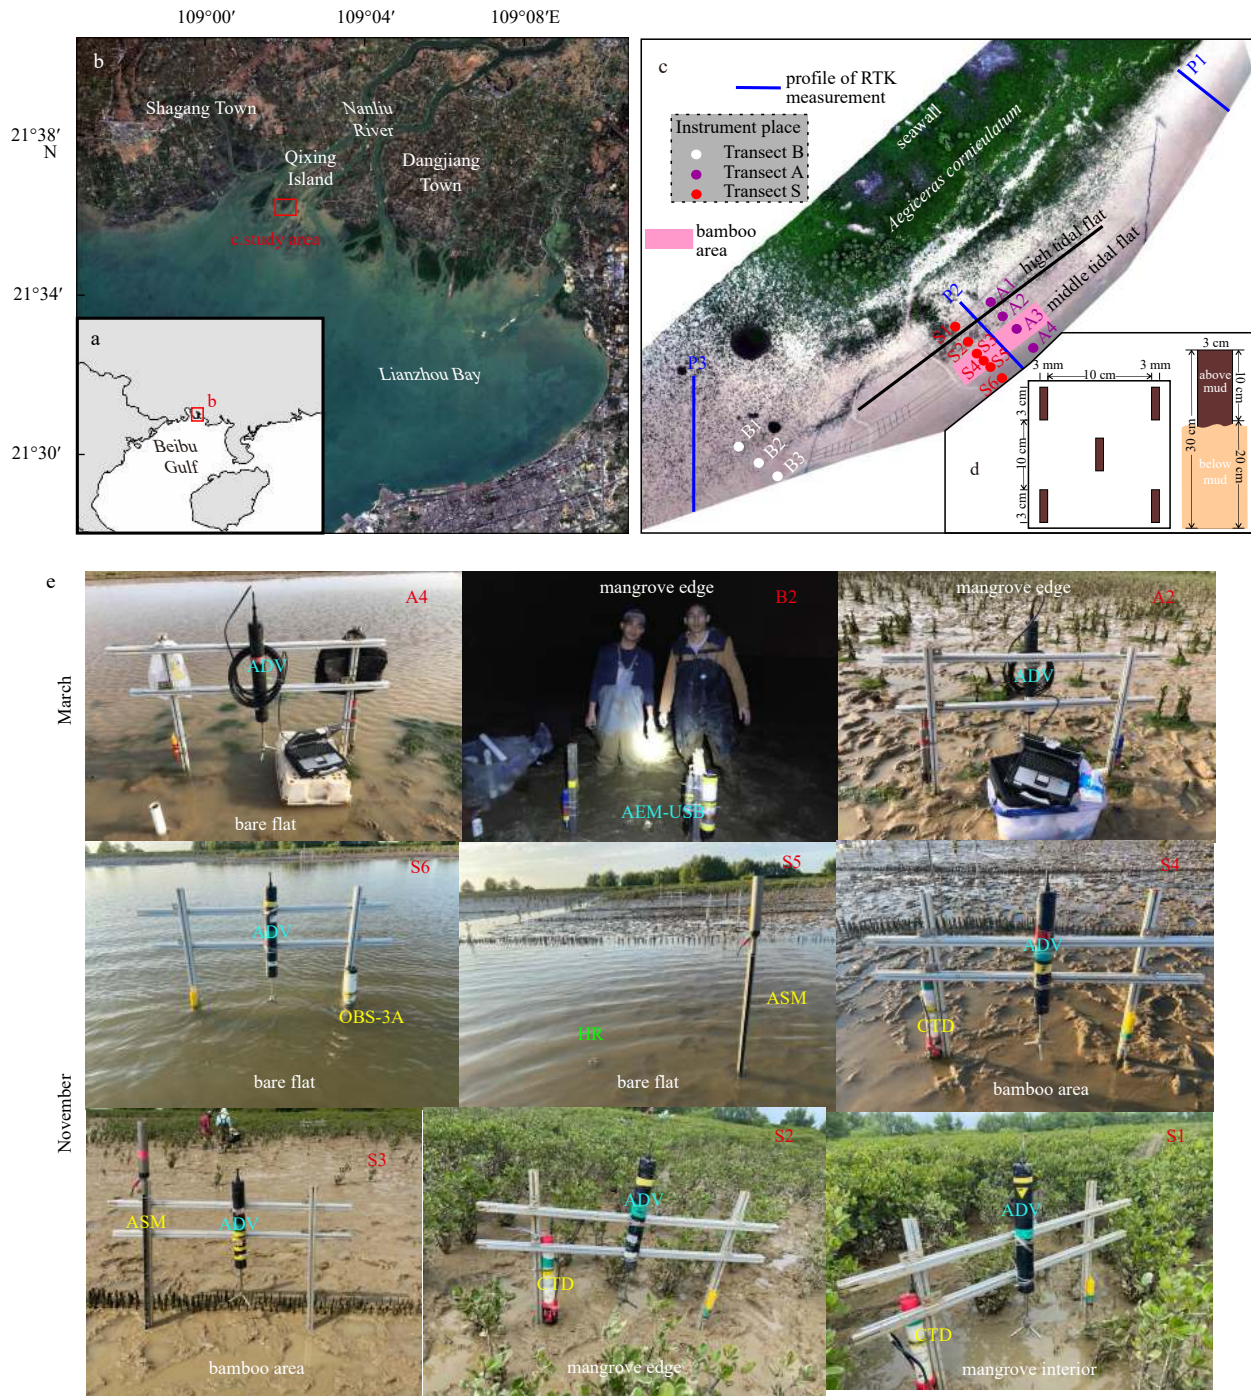 109°00′ 109°04′ 109°08′E
21°38′
N
21°34′
21°30′
b
Shagang Town
Nanliu
River
Qixing
Island
Dangjiang
Town
c.study area
Lianzhou Bay
a
b
Beibu
Gulf
c
profile of RTK
measurement
Instrument place
Transect B
Transect A
Transect S
bamboo
area
seawall
Aegiceras cornieulatum
high tidal flat
middle tidal flat
P1
P2
P3
A1
A2
A3
A4
S1
S2
S3
S4
S5
S6
B1
B2
B3
d
3 mm 10 cm 3 mm
3 cm
10 cm
3 cm
3 cm
above
mud
below
mud
10 cm
30 cm
20 cm
e
March
A4
ADV
bare flat
mangrove edge
B2
AEM-USB
mangrove edge
A2
ADV
November
S6
ADV
OBS-3A
bare flat
S5
ASM
HR
bare flat
S4
ADV
CTD
bamboo area
S3
ASM
ADV
bamboo area
S2
ADV
CTD
mangrove edge
S1
ADV
CTD
mangrove interior